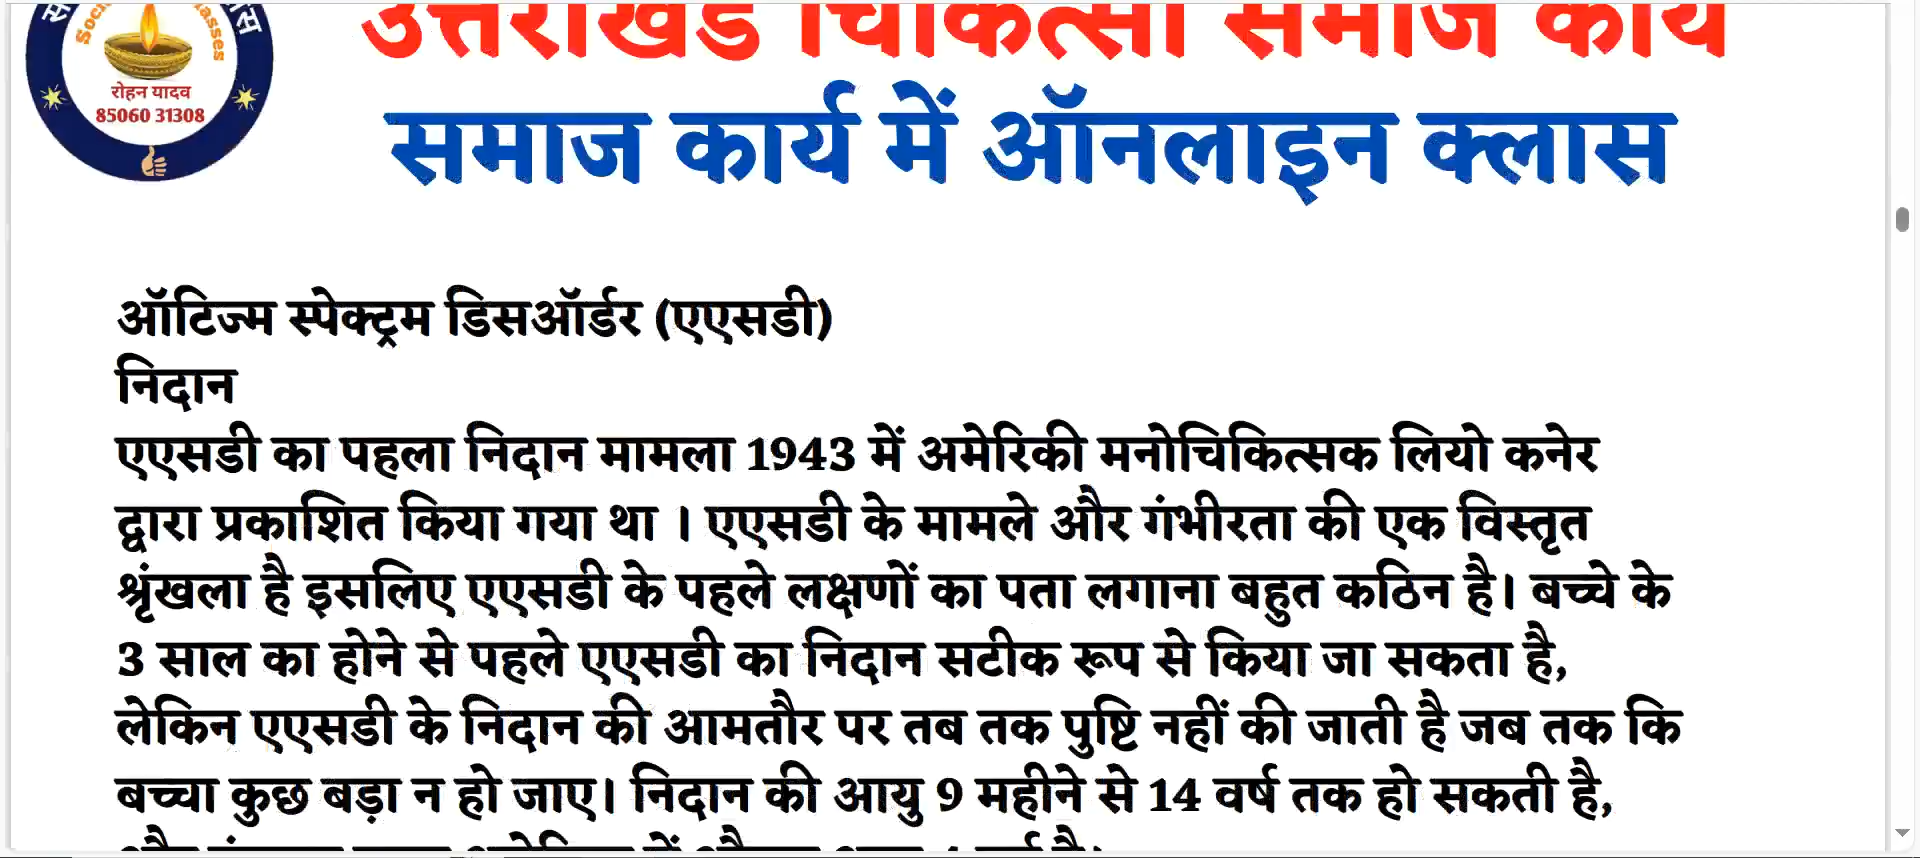 रोहन यादव
85060 31308
उत्तराखंड चिकित्सा समाज कार्य
समाज कार्य में ऑनलाइन क्लास
ऑटिज्म स्पेक्ट्रम डिसऑर्डर (एएसडी)
निदान
एएसडी का पहला निदान मामला 1943 में अमेरिकी मनोचिकित्सक लियो कनेर
द्वारा प्रकाशित किया गया था । एएसडी के मामले और गंभीरता की एक विस्तृत
श्रृंखला है इसलिए एएसडी के पहले लक्षणों का पता लगाना बहुत कठिन है। बच्चे के
3 साल का होने से पहले एएसडी का निदान सटीक रूप से किया जा सकता है,
लेकिन एएसडी के निदान की आमतौर पर तब तक पुष्टि नहीं की जाती है जब तक कि
बच्चा कुछ बड़ा न हो जाए। निदान की आयु 9 महीने से 14 वर्ष तक हो सकती है,